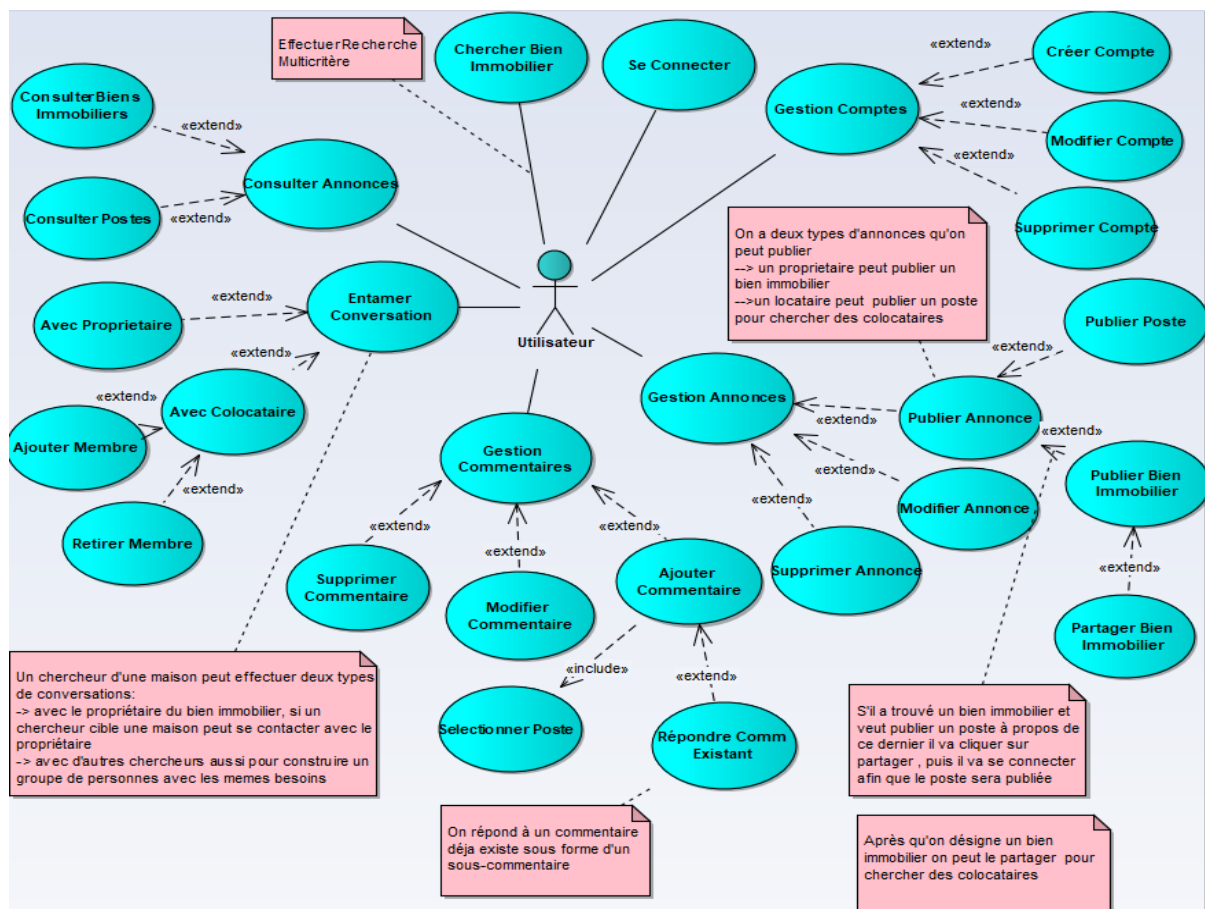 Effectuer Recherche
Multicritère
Chercher Bien
Immobilier
Se Connecter
«extend»
Créer Compte
Gestion Comptes
«extend»
Modifier Compte
«extend»
Supprimer Compte
Consulter Biens
Immobiliers
«extend»
Consulter Annonces
Consulter Postes
«extend»
On a deux types d'annonces qu'on
peut publier
--> un proprietaire peut publier un
bien immobilier
-->un locataire peut publier un poste
pour chercher des colocataires
Entamer
Conversation
«extend»
Avec Proprietaire
Utilisateur
Publier Poste
«extend»
«extend»
Avec Colocataire
«extend»
Ajouter Membre
«extend»
Retirer Membre
Gestion Annonces
Publier Annonce
«extend»
«extend»
Publier Bien
Immobilier
«extend»
Modifier Annonce
«extend»
Supprimer Annonce
«extend»
Partager Bien
Immobilier
Gestion
Commentaires
«extend»
«extend»
«extend»
Supprimer
Commentaire
Modifier
Commentaire
Ajouter
Commentaire
«include»
«extend»
Selectionner Poste
Répondre Comm
Existant
Un chercheur d'une maison peut effectuer deux types
de conversations:
-> avec le propriétaire du bien immobilier, si un
chercheur cible une maison peut se contacter avec le
propriétaire
-> avec d'autres chercheurs aussi pour construire un
groupe de personnes avec les memes besoins
S'il a trouvé un bien immobilier et
veut publier un poste à propos de
ce dernier il va cliquer sur
partager , puis il va se connecter
afin que le poste sera publiée
On répond à un commentaire
déja existe sous forme d'un
sous-commentaire
Après qu'on désigne un bien
immobilier on peut le partager pour
chercher des colocataires